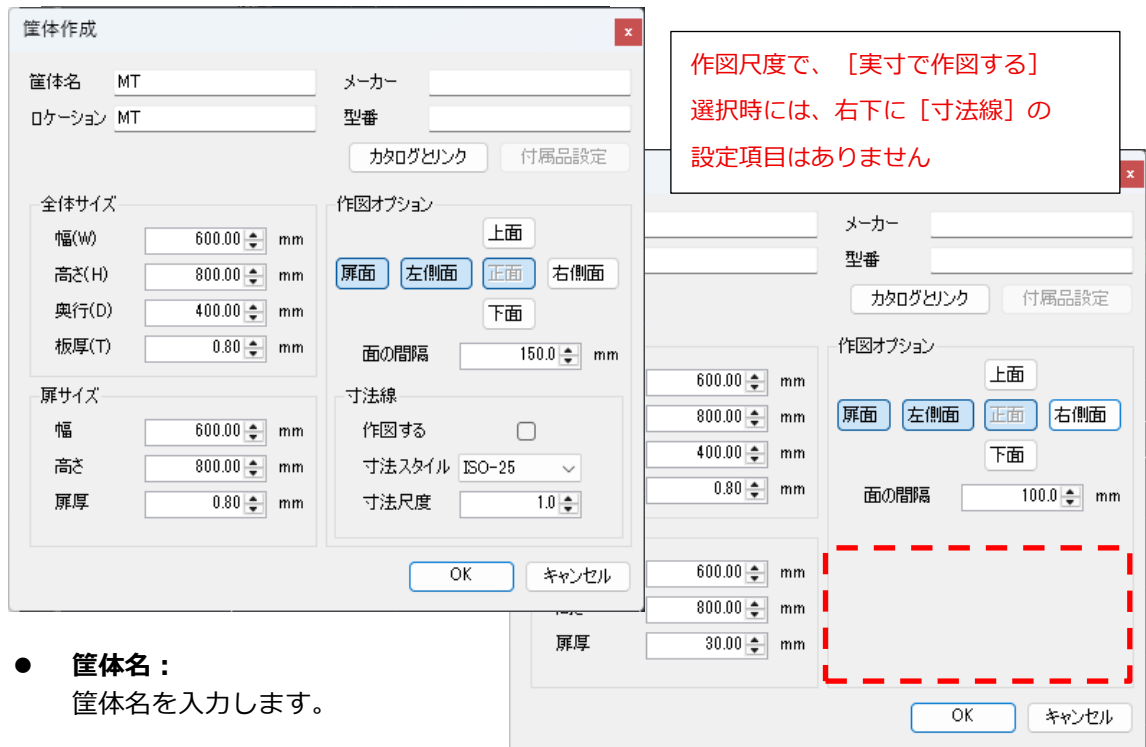 筐体作成
x
筐体名 MT
メーカー
ロケーション MT
型番
カタログとリンク 付属品設定
全体サイズ
幅(W) 600.00 mm
高さ(H) 800.00 mm
奥行(D) 400.00 mm
板厚(T) 0.80 mm
扉サイズ
幅 600.00 mm
高さ 800.00 mm
扉厚 0.80 mm
作図オプション
上面
扉面 左側面 正面 右側面
下面
面の間隔 150.0 mm
寸法線
作図する
寸法スタイル ISO-25
寸法尺度 1.0
OK キャンセル
作図尺度で、［実寸で作図する］
選択時には、右下に［寸法線］の
設定項目はありません
x
メーカー
型番
カタログとリンク 付属品設定
600.00 mm
800.00 mm
400.00 mm
0.80 mm
600.00 mm
800.00 mm
扉厚 30.00 mm
作図オプション
上面
扉面 左側面 正面 右側面
下面
面の間隔 100.0 mm
OK キャンセル
● 筐体名：
筐体名を入力します。